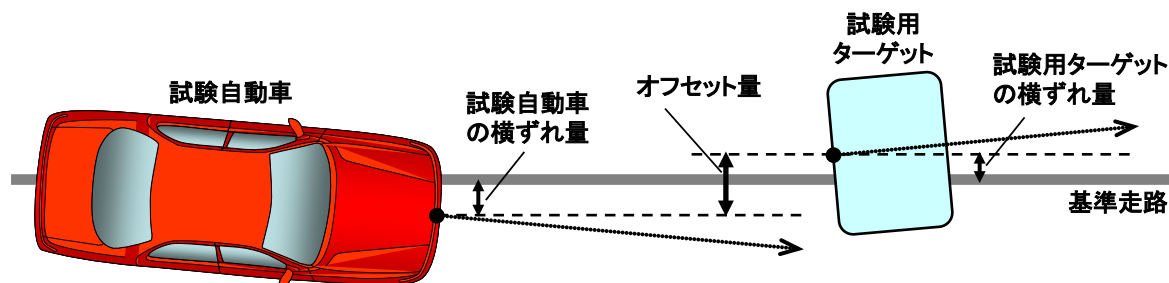 試験自動車
試験自動車
の横ずれ量
オフセット量
試験用
ターゲット
試験用ターゲット
の横ずれ量
基準走路